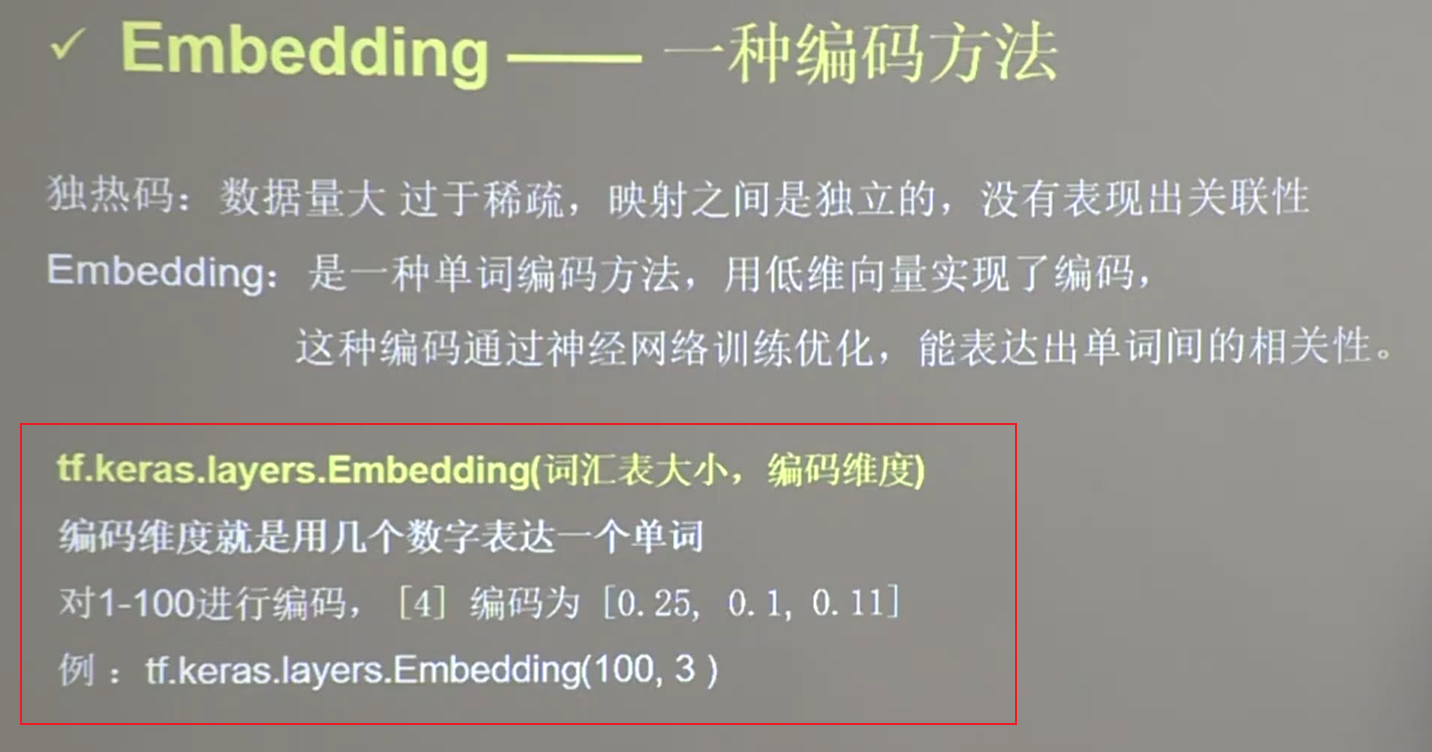 ✓ Embedding —— 一种编码方法
独热码：数据量大 过于稀疏，映射之间是独立的，没有表现出关联性
Embedding：是一种单词编码方法，用低维向量实现了编码，
这种编码通过神经网络训练优化，能表达出单词间的相关性。
tf.keras.layers.Embedding(词汇表大小，编码维度)
编码维度就是用几个数字表达一个单词
对1-100进行编码， [4] 编码为 [0.25, 0.1, 0.11]
例 ：tf.keras.layers.Embedding(100, 3 )